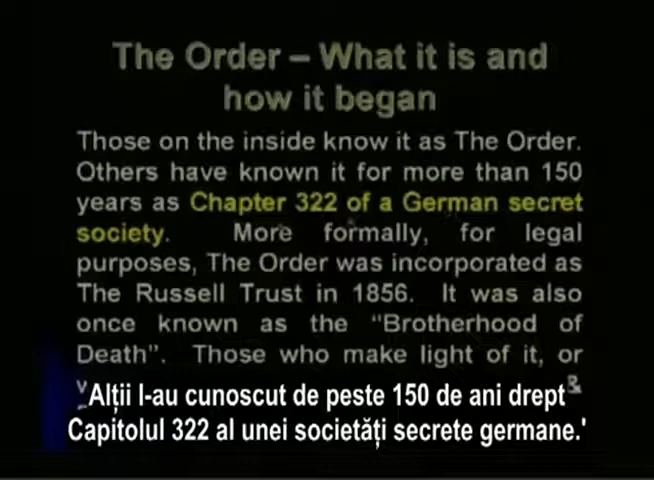 The Order – What it is and
how it began
Those on the inside know it as The Order.
Others have known it for more than 150
years as Chapter 322 of a German secret
society. More formally, for legal
purposes, The Order was incorporated as
The Russell Trust in 1856. It was also
once known as the "Brotherhood of
Death". Those who make light of it, or
&
'Alții l-au cunoscut de peste 150 de ani drept
Capitolul 322 al unei societăți secrete germane.'